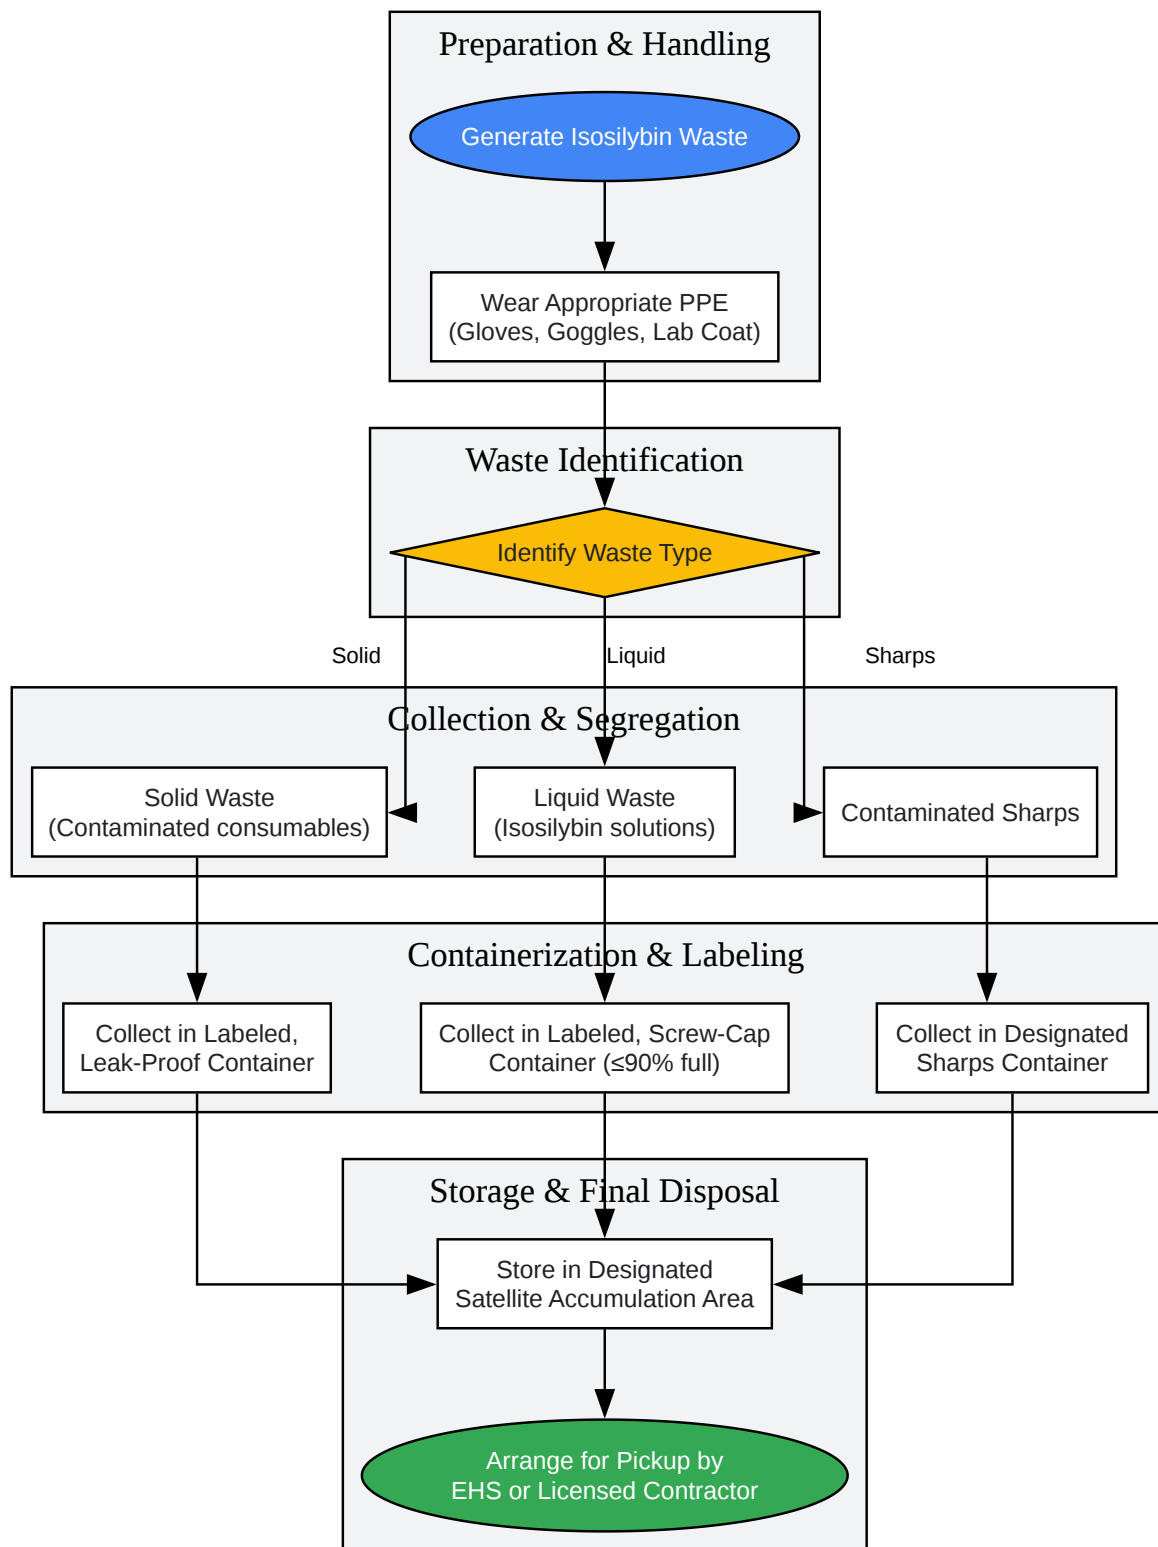 Preparation & Handling
Generate Isosilybin Waste
Wear Appropriate PPE
(Gloves, Goggles, Lab Coat)
Waste Identification
Identify Waste Type
Solid
Liquid
Sharps
Collection & Segregation
Solid Waste
(Contaminated consumables)
Liquid Waste
(Isosilybin solutions)
Contaminated Sharps
Containerization & Labeling
Collect in Labeled,
Leak-Proof Container
Collect in Labeled, Screw-Cap
Container (≤90% full)
Collect in Designated
Sharps Container
Storage & Final Disposal
Store in Designated
Satellite Accumulation Area
Arrange for Pickup by
EHS or Licensed Contractor